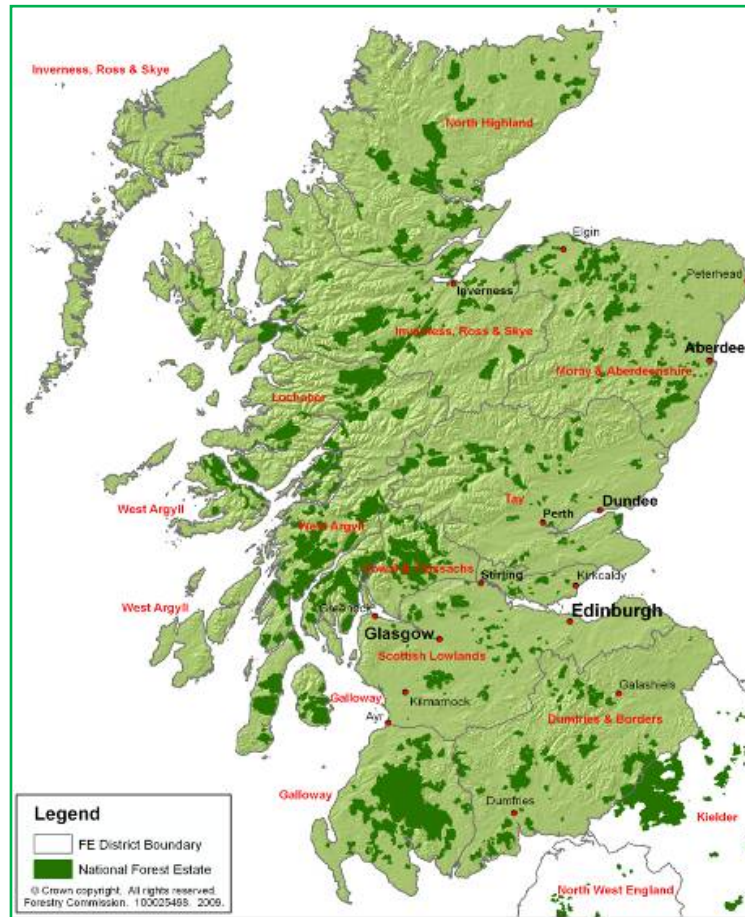 Inverness, Ross & Skye
North Highland
Elgin
Peterhead
Inverness
Inverness, Ross & Skye
Aberdee
Moray & Aberdeenshire
Lochaber
West Argyll
Tay
Dundee
Perth
West Argyll
Cowal & Trossachs
Stirling
Kirkcaldy
West Argyll
Greenock
Edinburgh
Glasgow
Scottish Lowlands
Galloway
Kilmarnock
Galashiels
Ayr
Dumfries & Borders
Galloway
Dumfries
Kielder
North West England
Legend
FE District Boundary
National Forest Estate
© Crown copyright. All rights reserved.
Forestry Commission. 100025498. 2009.